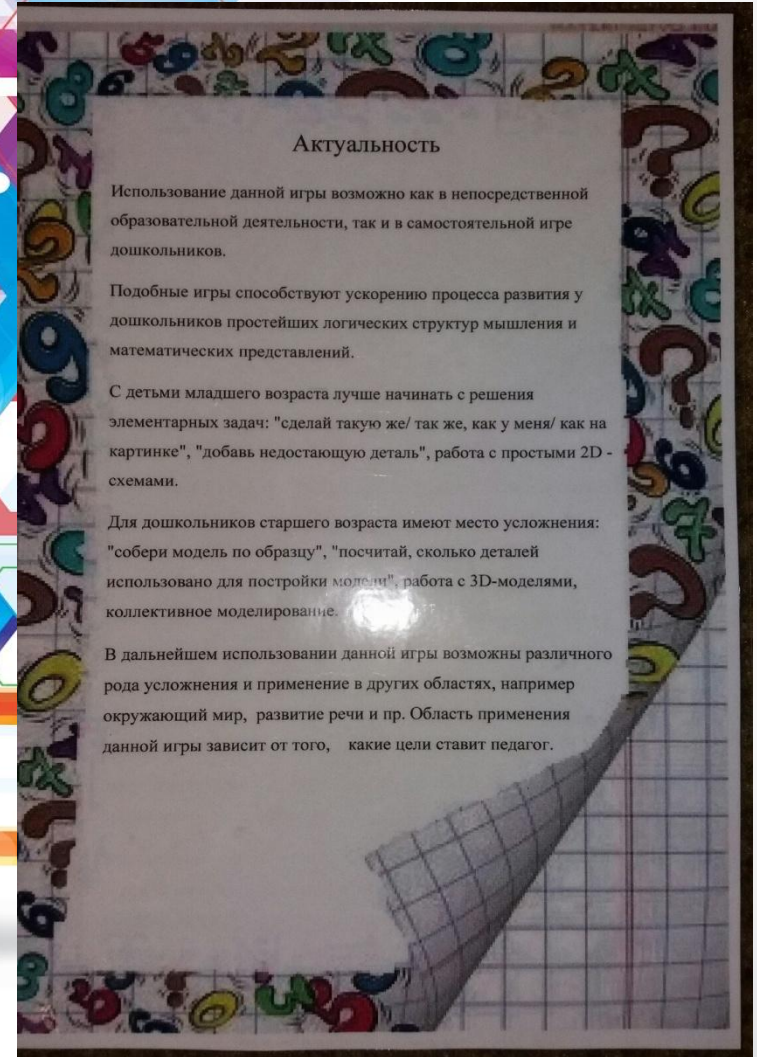 Актуальность
Использование данной игры возможно как в непосредственной
образовательной деятельности, так и в самостоятельной игре
дошкольников.
Подобные игры способствуют ускорению процесса развития у
дошкольников простейших логических структур мышления и
математических представлений.
С детьми младшего возраста лучше начинать с решения
элементарных задач: "сделай такую же/ так же, как у меня/ как на
картинке", "добавь недостающую деталь", работа с простыми 2D -
схемами.
Для дошкольников старшего возраста имеют место усложнения:
"собери модель по образцу", "посчитай, сколько деталей
использовано для постройки модели", работа с 3D-моделями,
коллективное моделирование.
В дальнейшем использовании данной игры возможны различного
рода усложнения и применение в других областях, например
окружающий мир, развитие речи и пр. Область применения
данной игры зависит от того, какие цели ставит педагог.